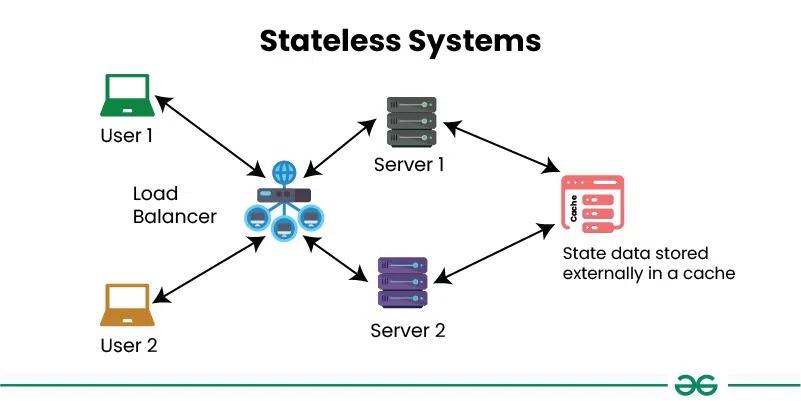 Stateless Systems
User 1
Server 1
Load
Balancer
Cache
State data stored
externally in a cache
Server 2
User 2